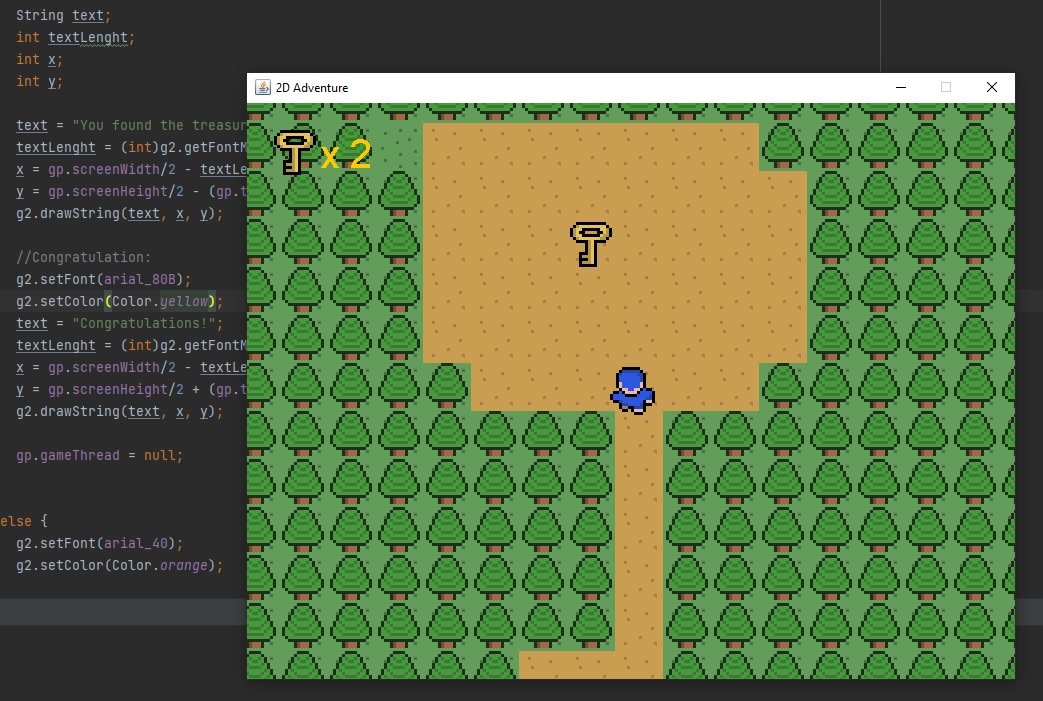 String text;
int textLenght;
int x;
int y;
2D Adventure
text = "You found the treasur
textLenght = (int)g2.getFontM
x 2
x = gp.screenWidth/2 - textLe
y = gp.screenHeight/2 - (gp.t
g2.drawString(text, x, y);
//Congratulation:
g2.setFont(arial_80B);
g2.setColor(Color.yellow);
text = "Congratulations!";
textLenght = (int)g2.getFontM
x = gp.screenWidth/2 - textLe
y = gp.screenHeight/2 + (gp.t
g2.drawString(text, x, y);
gp.gameThread = null;
else {
g2.setFont(arial_40);
g2.setColor(Color.orange);